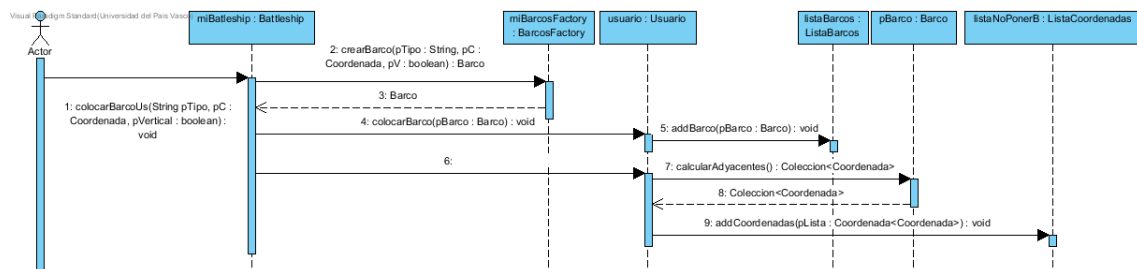 Visual Paradigm Standard(Universidad del Pais Vasco)
Actor
miBatleship : Battleship
miBarcosFactory
: BarcosFactory
usuario : Usuario
listaBarcos :
ListaBarcos
pBarco : Barco
listaNoPonerB : ListaCoordenadas
1: colocarBarcoUs(String pTipo, pC :
Coordenada, pVertical : boolean) :
void
2: crearBarco(pTipo : String, pC :
Coordenada, pV : boolean) : Barco
3: Barco
4: colocarBarco(pBarco : Barco) : void
5: addBarco(pBarco : Barco) : void
6:
7: calcularAdyacentes() : Coleccion<Coordenada>
8: Coleccion<Coordenada>
9: addCoordenadas(pLista : Coordenada<Coordenada>) : void